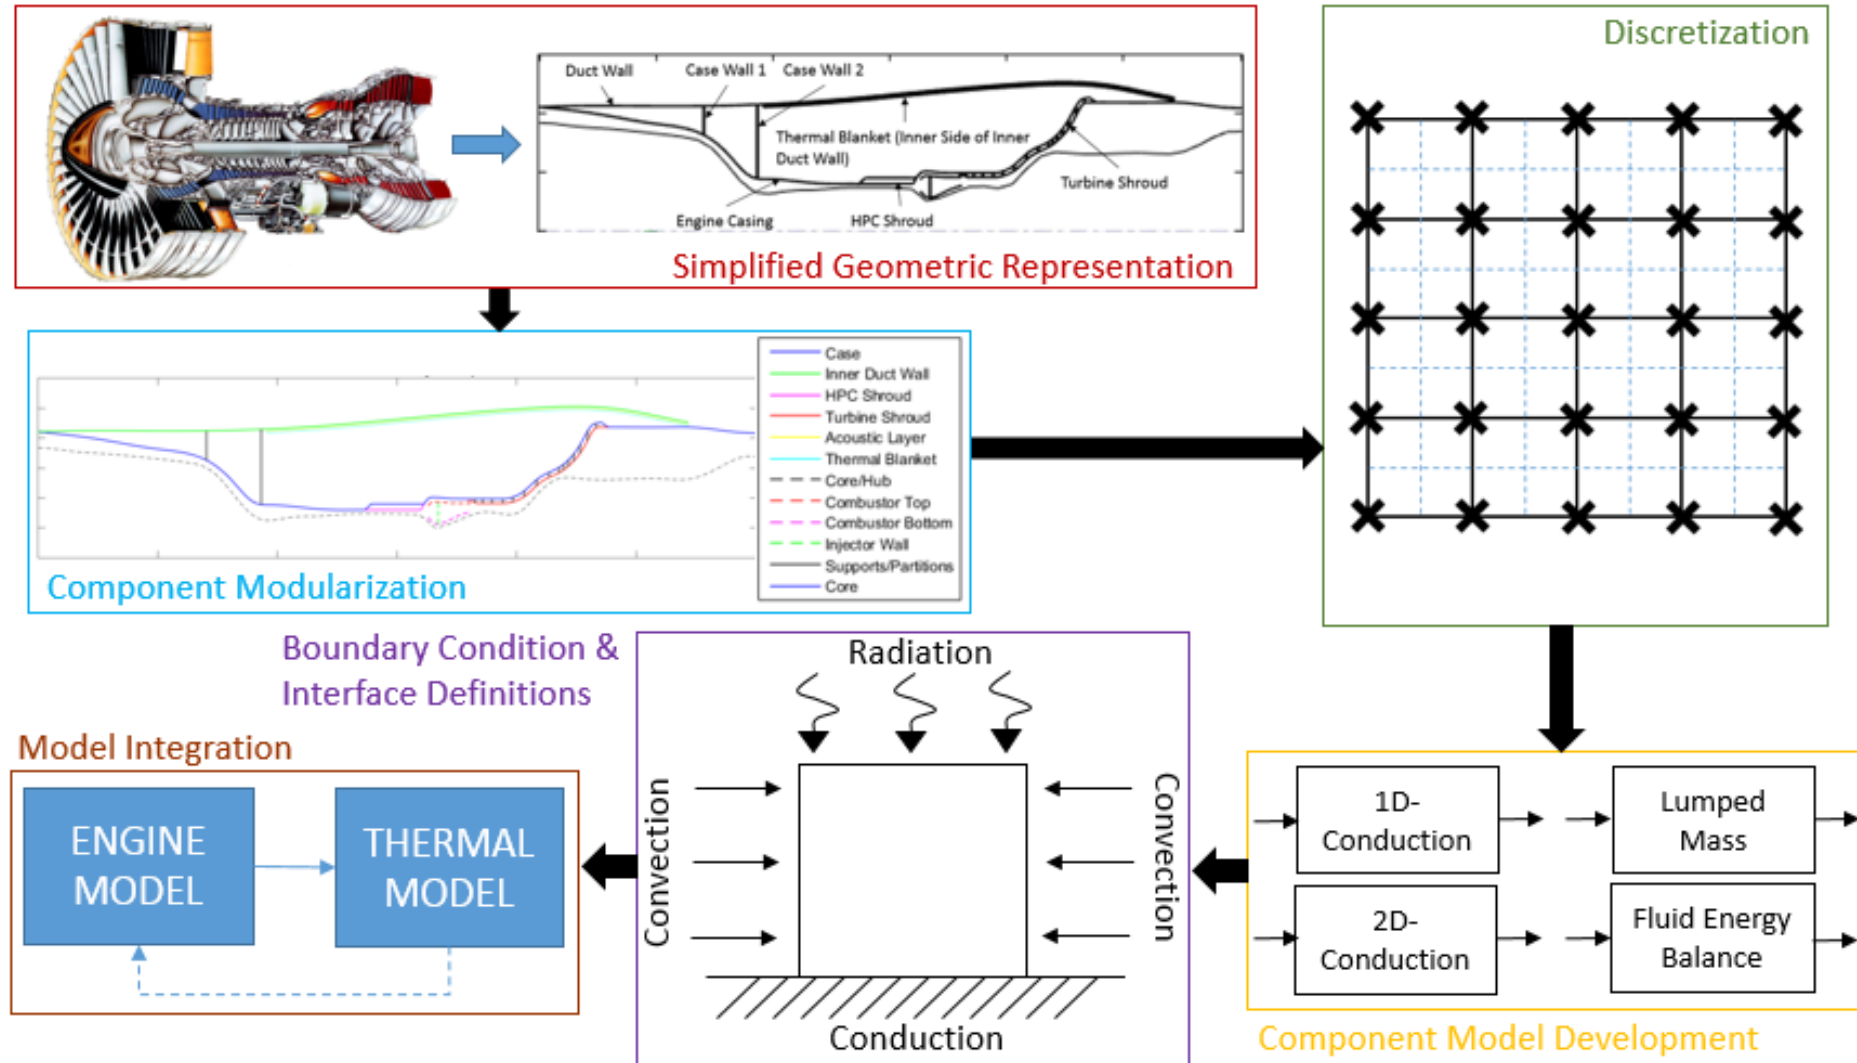 Duct Wall
Case Wall 1
Case Wall 2
Thermal Blanket (Inner Side of Inner
Duct Wall)
Turbine Shroud
Engine Casing
HPC Shroud
Simplified Geometric Representation
Discretization
Case
Inner Duct Wall
HPC Shroud
Turbine Shroud
Acoustic Layer
Thermal Blanket
Core/Hub
Combustor Top
Combustor Bottom
Injector Wall
Supports/Partitions
Core
Component Modularization
Boundary Condition &
Interface Definitions
Radiation
Convection
Convection
Conduction
Model Integration
ENGINE
MODEL
THERMAL
MODEL
1D-
Conduction
Lumped
Mass
2D-
Conduction
Fluid Energy
Balance
Component Model Development